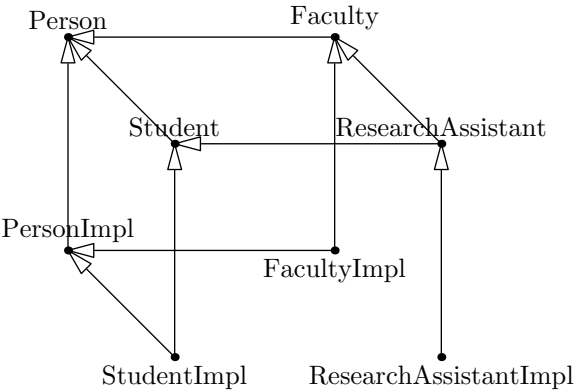 Person
Faculty
Student
ResearchAssistant
PersonImpl
FacultyImpl
StudentImpl
ResearchAssistantImpl